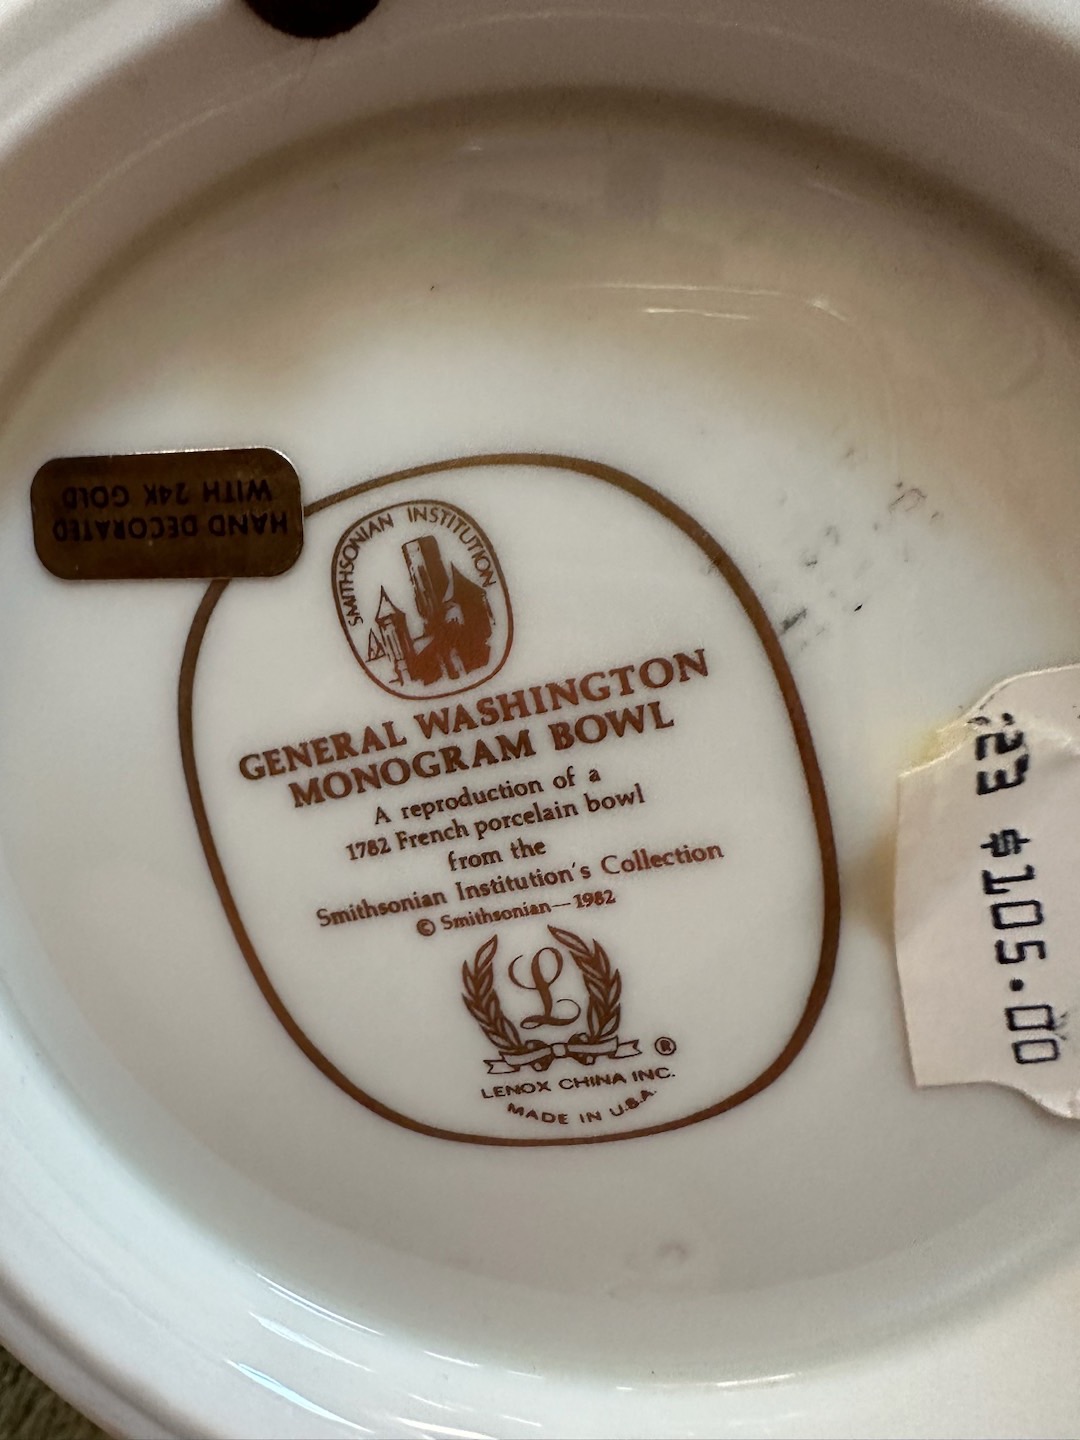 HAND DECORATED
WITH 24K GOLD
SMITHSONIAN INSTITUTION
GENERAL WASHINGTON
MONOGRAM BOWL
A reproduction of a
1782 French porcelain bowl
from the
Smithsonian Institution's Collection
© Smithsonian—1982
L
®
LENOX CHINA INC.
MADE IN U.S.A.
23 $105.00